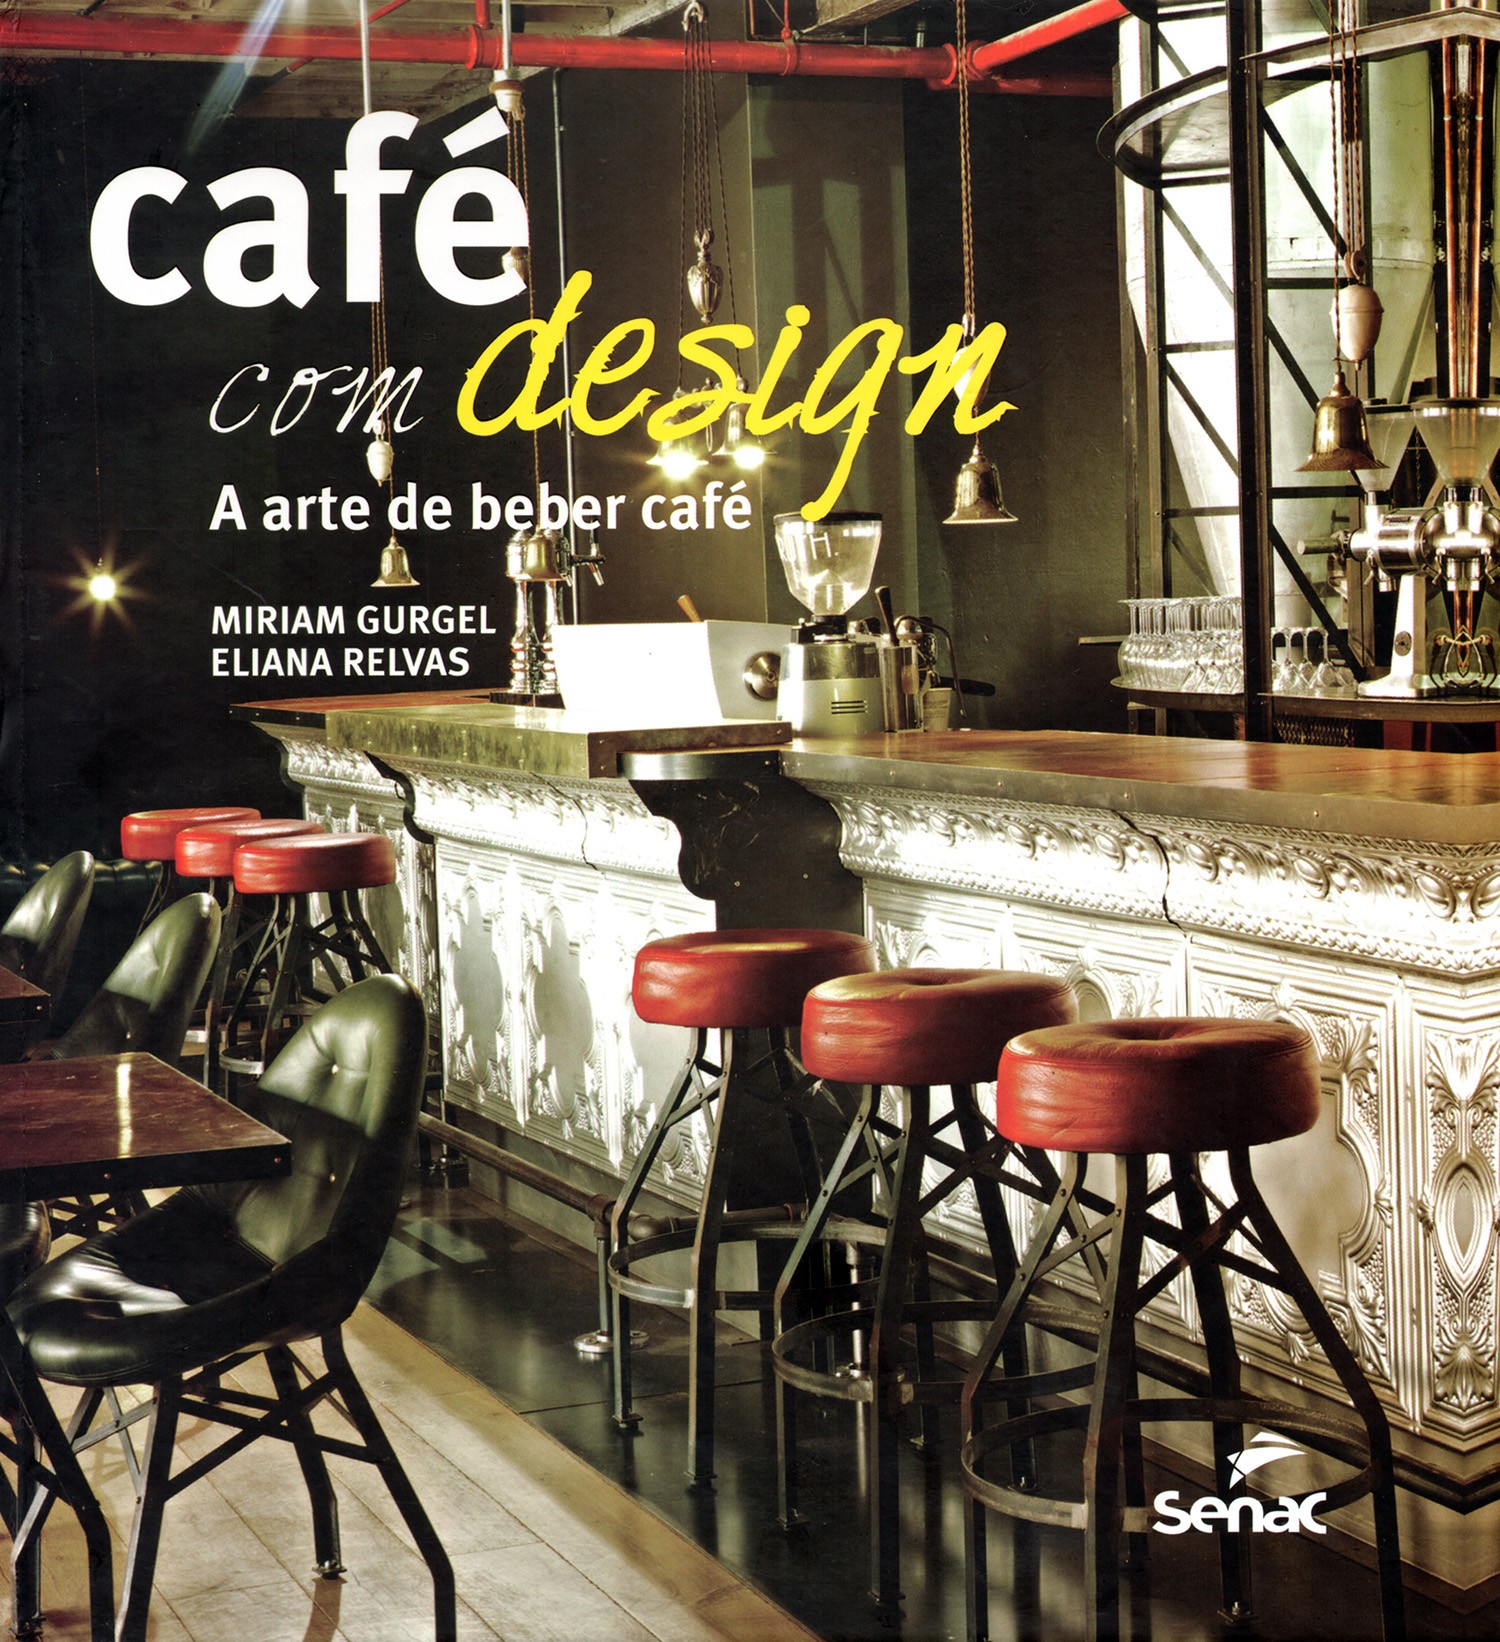 café
com design
A arte de beber café
MIRIAM GURGEL
ELIANA RELVAS
senac